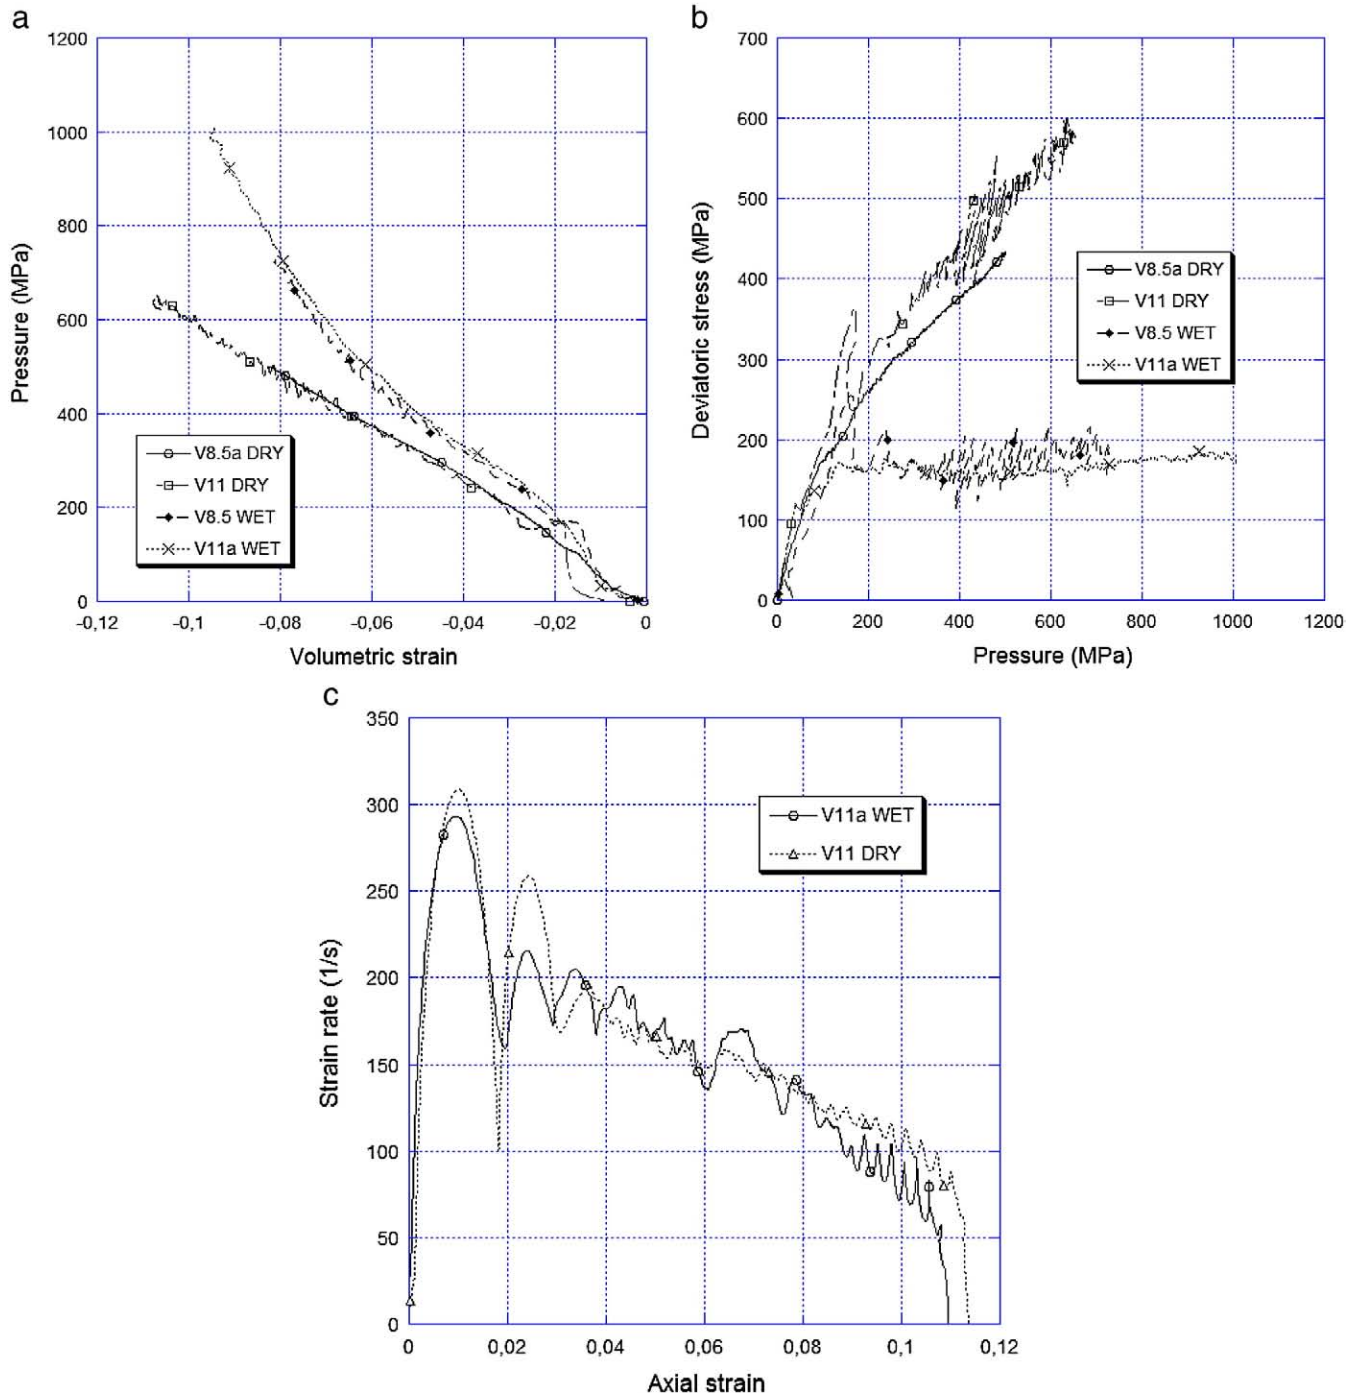 a
1200
1000
800
600
400
200
0
-0,12 -0,1 -0,08 -0,06 -0,04 -0,02 0
Pressure (MPa)
Volumetric strain
V8.5a DRY
V11 DRY
V8.5 WET
V11a WET
b
700
600
500
400
300
200
100
0
0 200 400 600 800 1000 1200
Deviatoric stress (MPa)
Pressure (MPa)
V8.5a DRY
V11 DRY
V8.5 WET
V11a WET
c
350
300
250
200
150
100
50
0
0 0,02 0,04 0,06 0,08 0,1 0,12
Strain rate (1/s)
Axial strain
V11a WET
V11 DRY